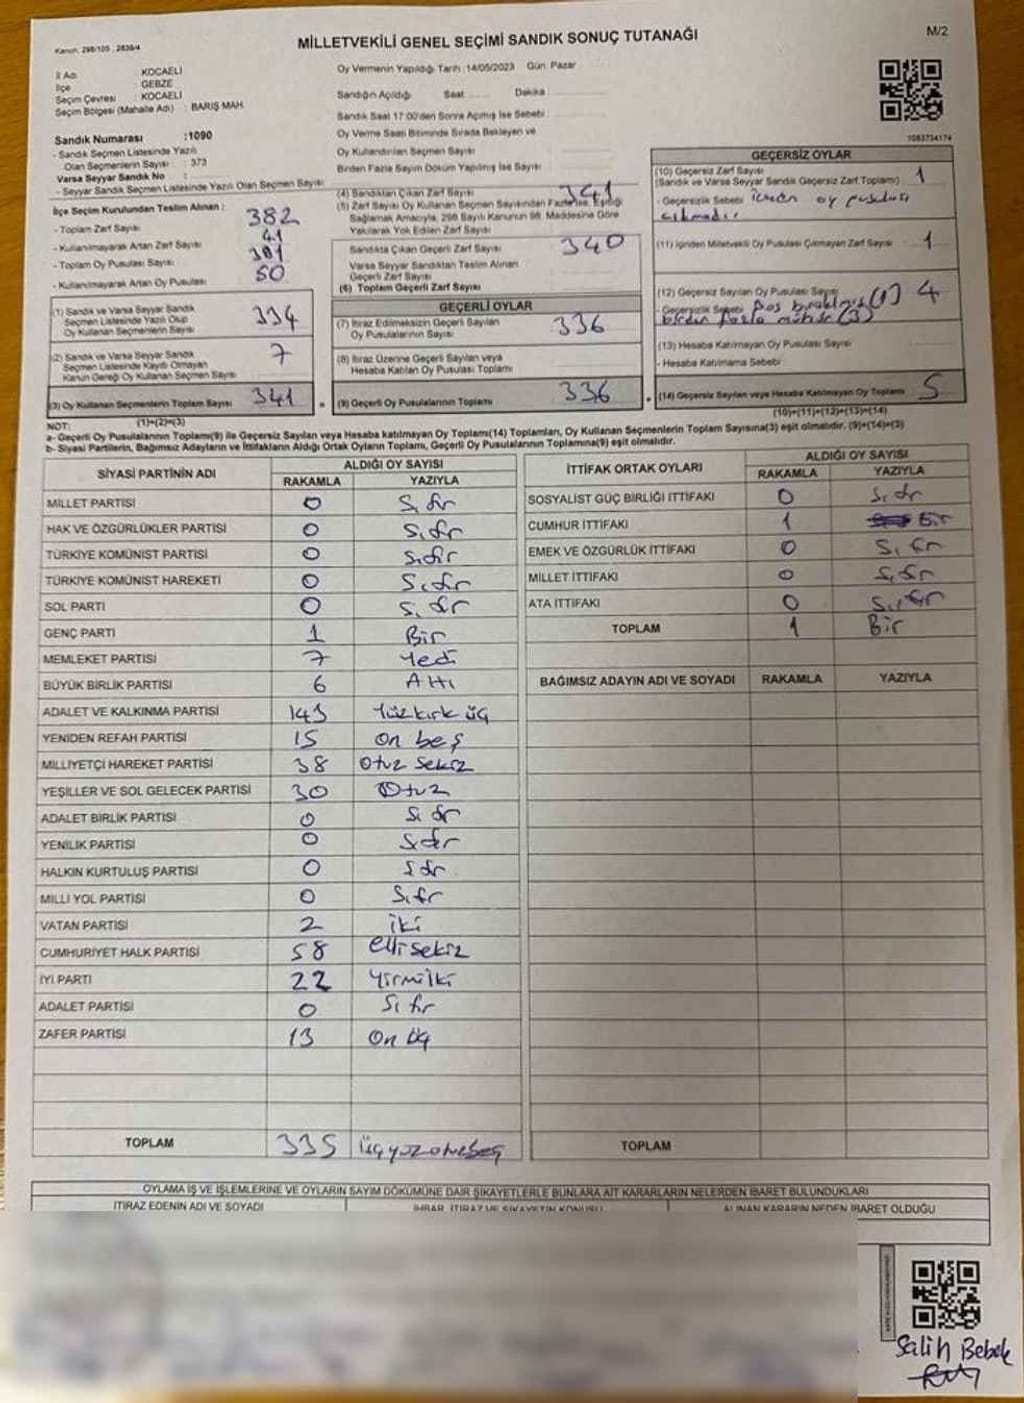 Kanun, 298/105, 2839/4
MİLLETVEKİLİ GENEL SEÇİMİ SANDIK SONUÇ TUTANAĞI
M/2
İl Adı KOCAELİ
İlçe GEBZE
Seçim Çevresi KOCAELİ
Seçim Bölgesi (Mahalle Adı) : BARIŞ MAH.
Sandık Numarası :1090
- Sandık Seçmen Listesinde Yazılı
Olan Seçmenlerin Sayısı : 373
Varsa Seyyar Sandık No :
- Seyyar Sandık Seçmen Listesinde Yazılı Olan Seçmen Sayısı
İlçe Seçim Kurulundan Teslim Alınan :
- Toplam Zarf Sayısı 382
- Kullanılmayarak Artan Zarf Sayısı 41
- Toplam Oy Pusulası Sayısı
- Kullanılmayarak Artan Oy Pusulası 50
(1) Sandık ve Varsa Seyyar Sandık
Seçmen Listesinde Yazılı Olup
Oy Kullanan Seçmenlerin Sayısı 334
(2) Sandık ve Varsa Seyyar Sandık
Seçmen Listesinde Kayıtlı Olmayan
Kanun Gereği Oy Kullanan Seçmen Sayısı 7
(3) Oy Kullanan Seçmenlerin Toplam Sayısı 341
(1)+(2)=(3)
Oy Vermenin Yapıldığı Tarih :14/05/2023 Gün: Pazar
Sandığın Açıldığı Saat Dakika
Sandık Saat 17:00'den Sonra Açılmış İse Sebebi :
Oy Verme Saati Bitiminde Sırada Bekleyen ve
Oy Kullandırılan Seçmen Sayısı
Birden Fazla Sayım Döküm Yapılmış İse Sayısı
(4) Sandıktan Çıkan Zarf Sayısı 341
(5) Zarf Sayısı Oy Kullanan Seçmen Sayısından Fazla İse, Eşitliği
Sağlamak Amacıyla, 298 Sayılı Kanunun 98. Maddesine Göre
Yakılarak Yok Edilen Zarf Sayısı
Sandıkta Çıkan Geçerli Zarf Sayısı 340
Varsa Seyyar Sandıktan Teslim Alınan
Geçerli Zarf Sayısı
(6) Toplam Geçerli Zarf Sayısı
GEÇERLİ OYLAR
(7) İtiraz Edilmeksizin Geçerli Sayılan
Oy Pusulalarının Sayısı 336
(8) İtiraz Üzerine Geçerli Sayılan veya
Hesaba Katılan Oy Pusulası Toplamı
(9) Geçerli Oy Pusulalarının Toplamı 336
1083734174
GEÇERSİZ OYLAR
(10) Geçersiz Zarf Sayısı
(Sandık ve Varsa Seyyar Sandık Geçersiz Zarf Toplamı) 1
- Geçersizlik Sebebi oy pusulası
çıkmadı
(11) İçinden Milletvekili Oy Pusulası Çıkmayan Zarf Sayısı 1
(12) Geçersiz Sayılan Oy Pusulası Sayısı 4
- Geçersizlik Sebebi Boş bırakılmış (1)
birden fazla mühür (3)
(13) Hesaba Katılmayan Oy Pusulası Sayısı
- Hesaba Katılmama Sebebi
(14) Geçersiz Sayılan veya Hesaba Katılmayan Oy Toplamı 5
(10)+(11)+(12)+(13)=(14)
NOT:
a- Geçerli Oy Pusulalarının Toplamı(9) ile Geçersiz Sayılan veya Hesaba katılmayan Oy Toplamı(14) Toplamları, Oy Kullanan Seçmenlerin Toplam Sayısına(3) eşit olmalıdır. (9)+(14)=(3)
b- Siyasi Partilerin, Bağımsız Adayların ve İttifakların Aldığı Ortak Oyların Toplamı, Geçerli Oy Pusulalarının Toplamına(9) eşit olmalıdır.
SİYASİ PARTİNİN ADI ALDIĞI OY SAYISI
RAKAMLA YAZIYLA
MİLLET PARTİSİ 0 Sıfır
HAK VE ÖZGÜRLÜKLER PARTİSİ 0 Sıfır
TÜRKİYE KOMÜNİST PARTİSİ 0 Sıfır
TÜRKİYE KOMÜNİST HAREKETİ 0 Sıfır
SOL PARTİ 0 Sıfır
GENÇ PARTİ 1 Bir
MEMLEKET PARTİSİ 7 Yedi
BÜYÜK BİRLİK PARTİSİ 6 Altı
ADALET VE KALKINMA PARTİSİ 143 Yüzkırk üç
YENİDEN REFAH PARTİSİ 15 on beş
MİLLİYETÇİ HAREKET PARTİSİ 38 Otuz sekiz
YEŞİLLER VE SOL GELECEK PARTİSİ 30 Otuz
ADALET BİRLİK PARTİSİ 0 Sıfır
YENİLİK PARTİSİ 0 Sıfır
HALKIN KURTULUŞ PARTİSİ 0 Sıfır
MİLLİ YOL PARTİSİ 0 Sıfır
VATAN PARTİSİ 2 iki
CUMHURİYET HALK PARTİSİ 58 ellisekiz
İYİ PARTİ 22 Yirmiiki
ADALET PARTİSİ 0 Sıfır
ZAFER PARTİSİ 13 On üç
TOPLAM 335 üçyüzotuzbeş
İTTİFAK ORTAK OYLARI ALDIĞI OY SAYISI
RAKAMLA YAZIYLA
SOSYALİST GÜÇ BİRLİĞİ İTTİFAKI 0 Sıfır
CUMHUR İTTİFAKI 1 Bir
EMEK VE ÖZGÜRLÜK İTTİFAKI 0 Sıfır
MİLLET İTTİFAKI 0 Sıfır
ATA İTTİFAKI 0 Sıfır
TOPLAM 1 Bir
BAĞIMSIZ ADAYIN ADI VE SOYADI RAKAMLA YAZIYLA
TOPLAM
OYLAMA İŞ VE İŞLEMLERİNE VE OYLARIN SAYIM DÖKÜMÜNE DAİR ŞİKAYETLERLE BUNLARA AİT KARARLARIN NELERDEN İBARET BULUNDUKLARI
İTİRAZ EDENİN ADI VE SOYADI İHBAR, İTİRAZ VE ŞİKAYETİN KONUSU ALINAN KARARIN NEDEN İBARET OLDUĞU
Salih Bebek